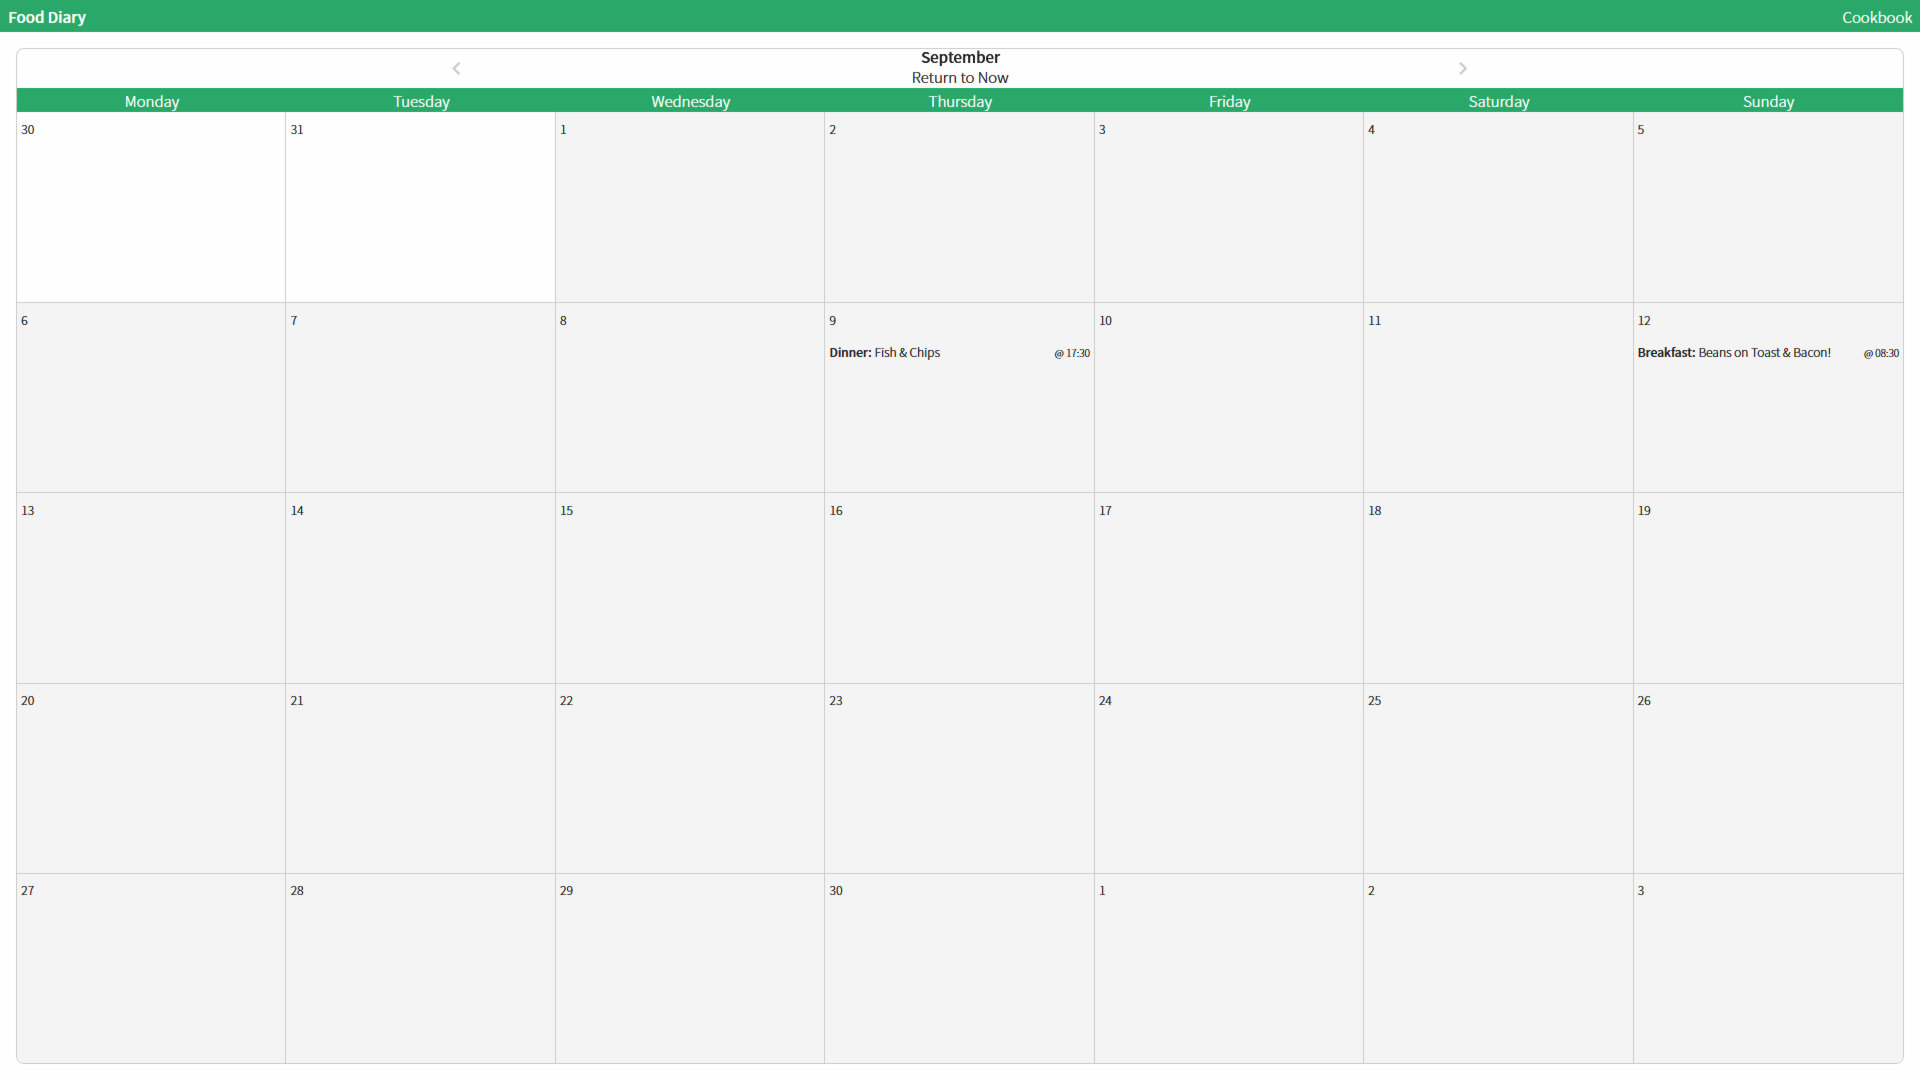 Food Diary
Cookbook
September
Return to Now
Monday Tuesday Wednesday Thursday Friday Saturday Sunday
30 31 1 2 3 4 5
6 7 8 9 10 11 12
Dinner: Fish & Chips @ 17:30
Breakfast: Beans on Toast & Bacon! @ 08:30
13 14 15 16 17 18 19
20 21 22 23 24 25 26
27 28 29 30 1 2 3